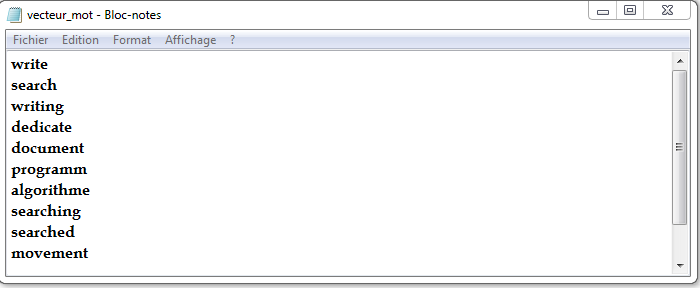 vecteur_mot - Bloc-notes
Fichier Edition Format Affichage ?
write
search
writing
dedicate
document
programm
algorithme
searching
searched
movement